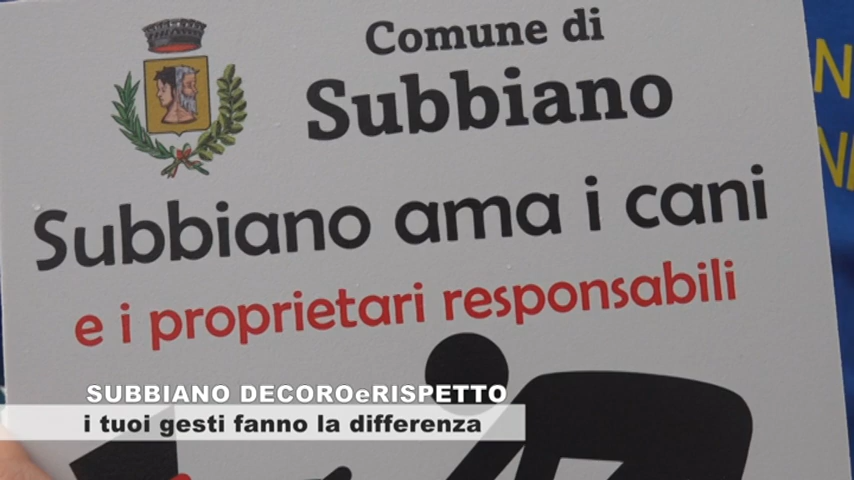 Comune di
Subbiano
Subbiano ama i cani
e i proprietari responsabili
SUBBIANO DECOROeRISPETTO
i tuoi gesti fanno la differenza